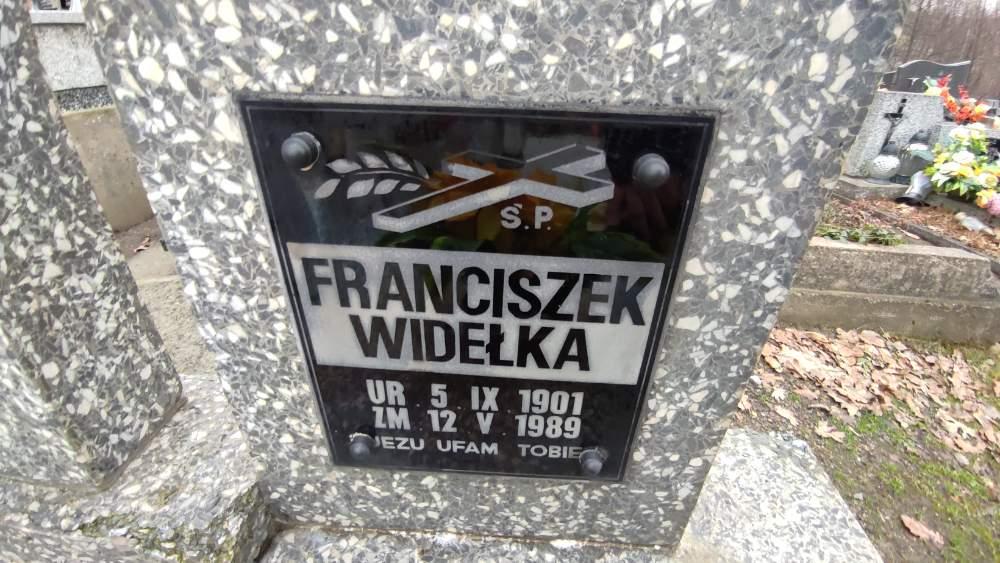 Ś.P.
FRANCISZEK
WIDEŁKA
UR 5 IX 1901
ZM 12 V 1989
JEZU UFAM TOBIE